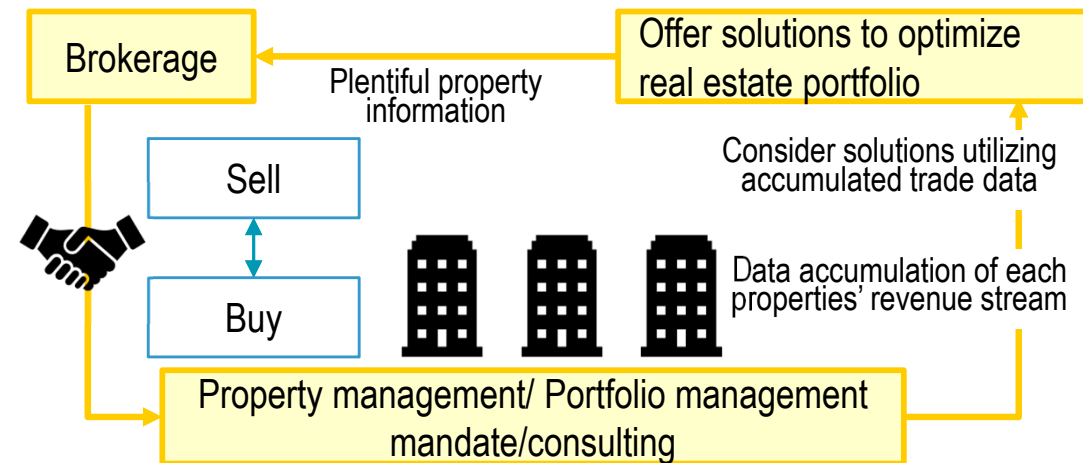 Brokerage
Plentiful property
information
Offer solutions to optimize
real estate portfolio
Consider solutions utilizing
accumulated trade data
Sell
Buy
Data accumulation of each
properties’ revenue stream
Property management/ Portfolio management
mandate/consulting